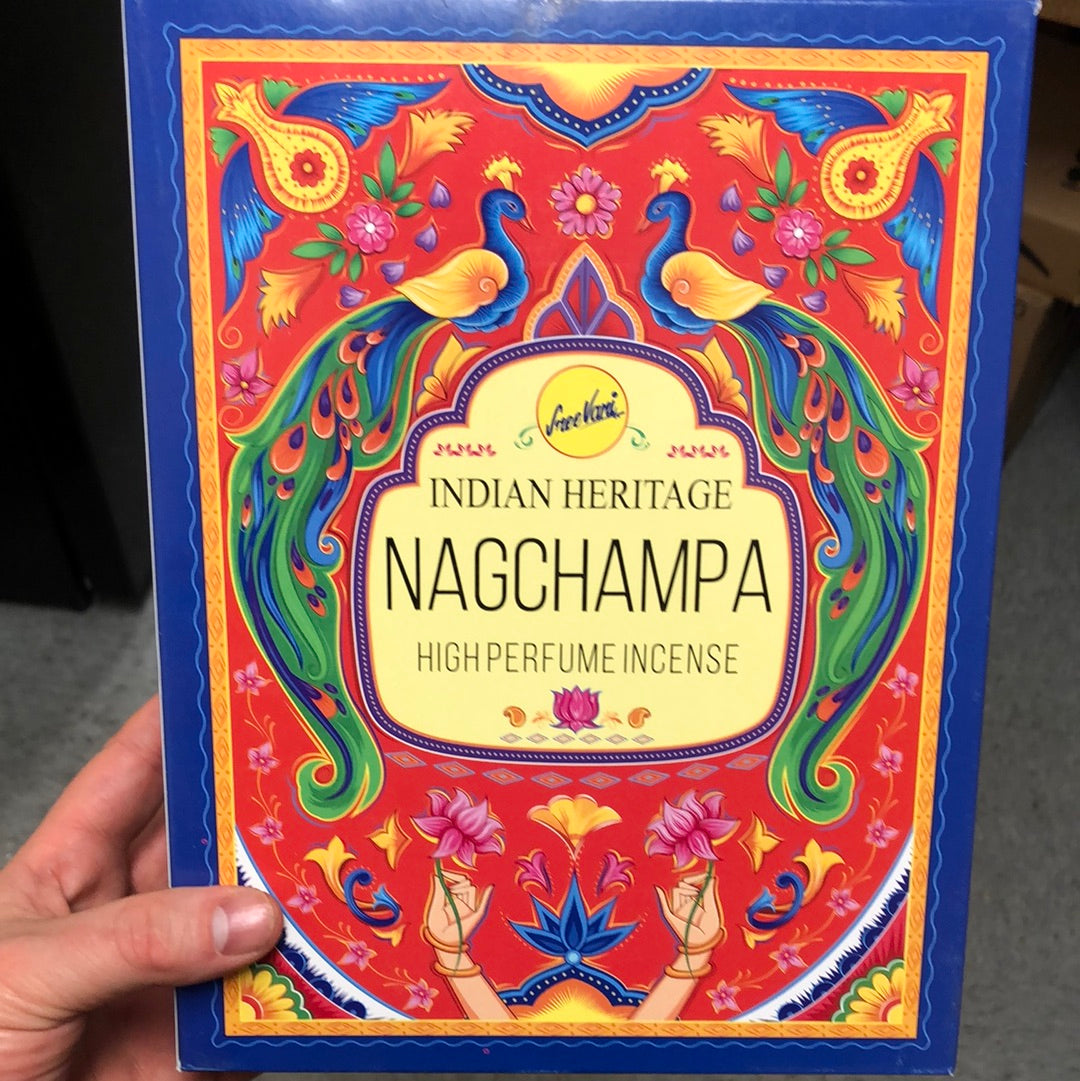 Sree Vani
INDIAN HERITAGE
NAGCHAMPA
HIGH PERFUME INCENSE